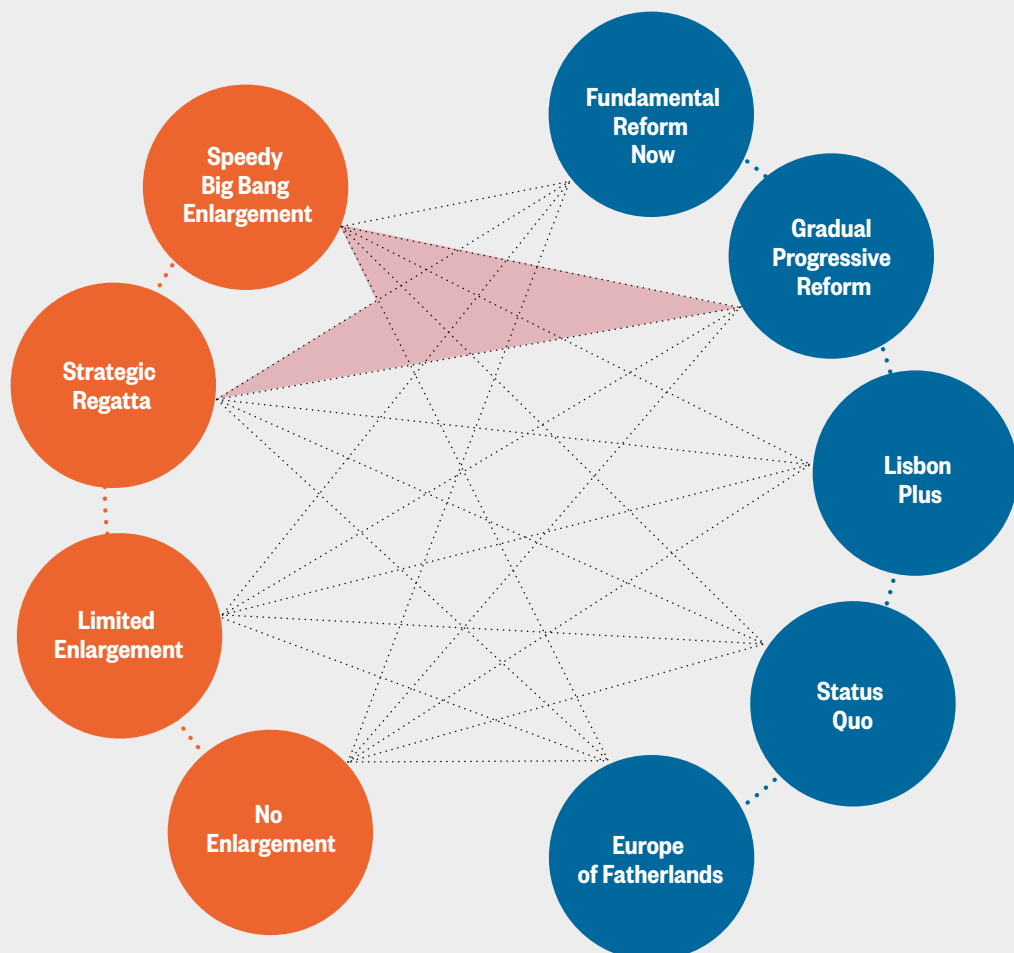 Speedy
Big Bang
Enlargement
Strategic
Regatta
Limited
Enlargement
No
Enlargement
Fundamental
Reform
Now
Gradual
Progressive
Reform
Lisbon
Plus
Status
Quo
Europe
of Fatherlands